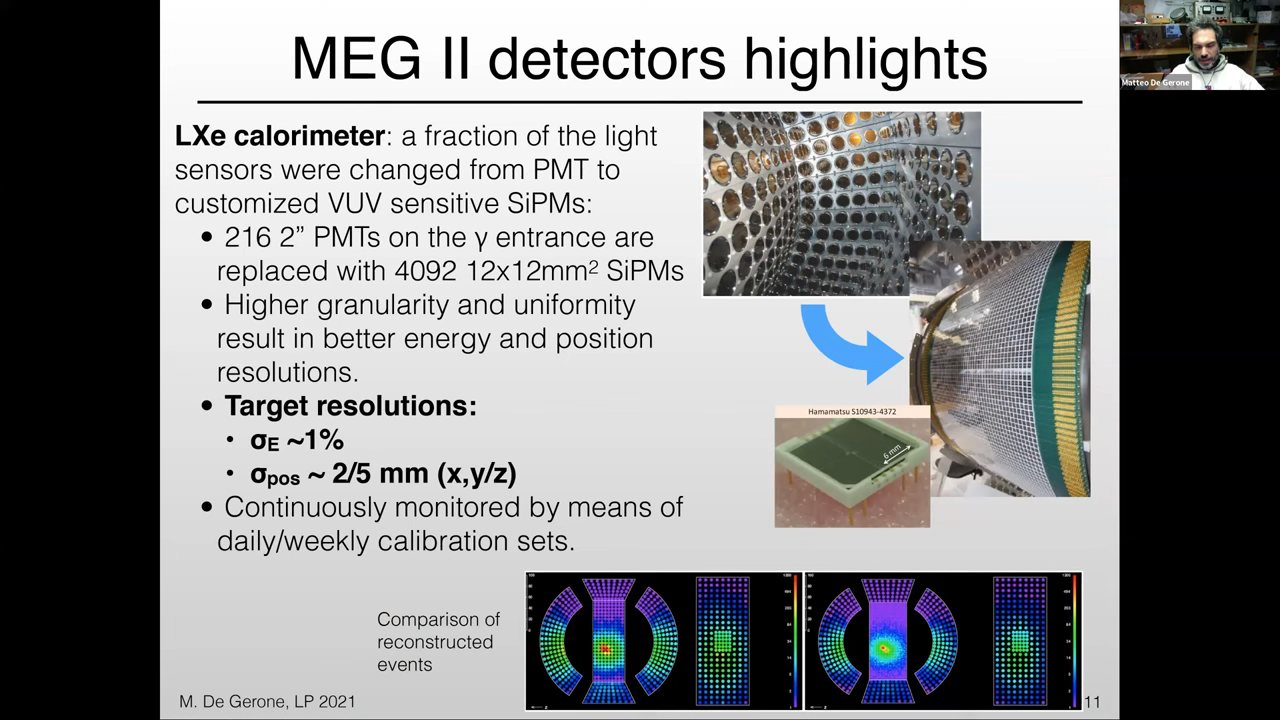 MEG II detectors highlights
Matteo De Gerone
LXe calorimeter: a fraction of the light
sensors were changed from PMT to
customized VUV sensitive SiPMs:
• 216 2” PMTs on the γ entrance are
replaced with 4092 12x12mm² SiPMs
• Higher granularity and uniformity
result in better energy and position
resolutions.
• Target resolutions:
• σE ~1%
• σpos ~ 2/5 mm (x,y/z)
• Continuously monitored by means of
daily/weekly calibration sets.
Hamamatsu S10943-4372
6 mm
Comparison of
reconstructed
events
M. De Gerone, LP 2021
11